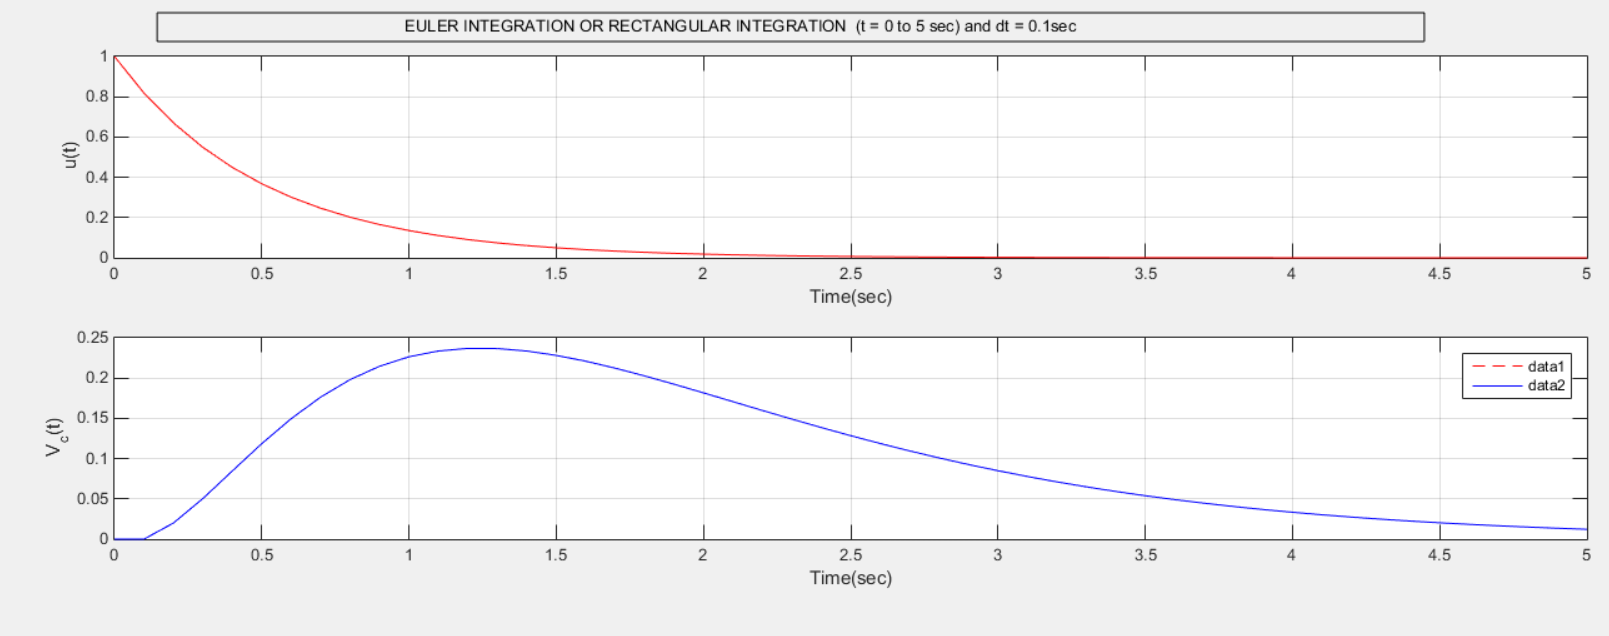 EULER INTEGRATION OR RECTANGULAR INTEGRATION (t = 0 to 5 sec) and dt = 0.1sec
1
0.8
0.6
0.4
0.2
0
u(t)
0 0.5 1 1.5 2 2.5 3 3.5 4 4.5 5
Time(sec)
0.25
0.2
0.15
0.1
0.05
0
V_c(t)
data1
data2
0 0.5 1 1.5 2 2.5 3 3.5 4 4.5 5
Time(sec)